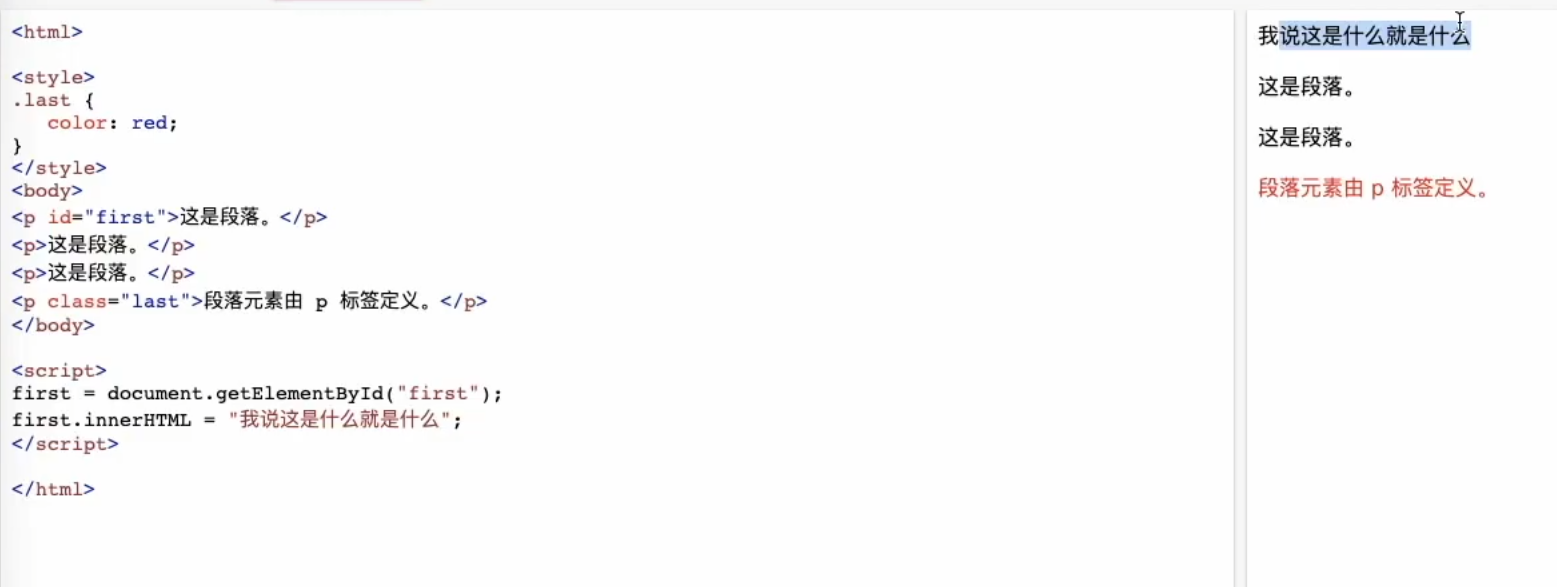 <html>
<style>
.last {
color: red;
}
</style>
<body>
<p id="first">这是段落。</p>
<p>这是段落。</p>
<p>这是段落。</p>
<p class="last">段落元素由 p 标签定义。</p>
</body>
<script>
first = document.getElementById("first");
first.innerHTML = "我说这是什么就是什么";
</script>
</html>
我说这是什么就是什么
这是段落。
这是段落。
段落元素由 p 标签定义。